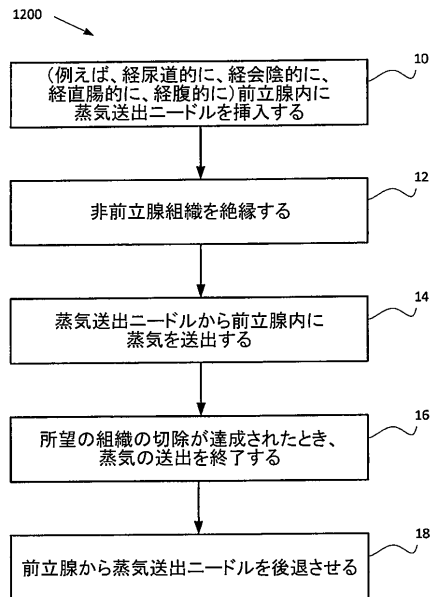 1200
10
(例えば、経尿道的に、経会陰的に、
経直腸的に、経腹的に)前立腺内に
蒸気送出ニードルを挿入する
12
非前立腺組織を絶縁する
14
蒸気送出ニードルから前立腺内に
蒸気を送出する
16
所望の組織の切除が達成されたとき、
蒸気の送出を終了する
18
前立腺から蒸気送出ニードルを後退させる